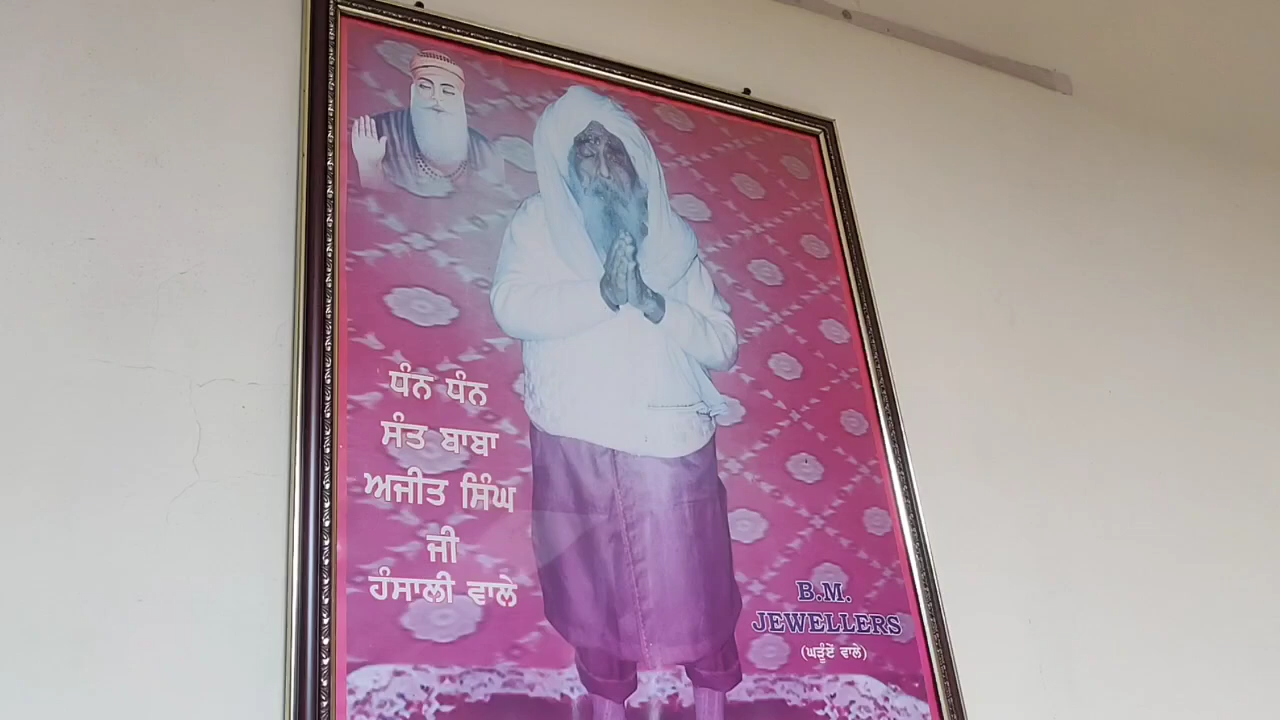 ਧੰਨ ਧੰਨ
ਸੰਤ ਬਾਬਾ
ਅਜੀਤ ਸਿੰਘ
ਜੀ
ਹੰਸਾਲੀ ਵਾਲੇ
B.M.
JEWELLERS
(ਘੜੂੰਏਂ ਵਾਲੇ)